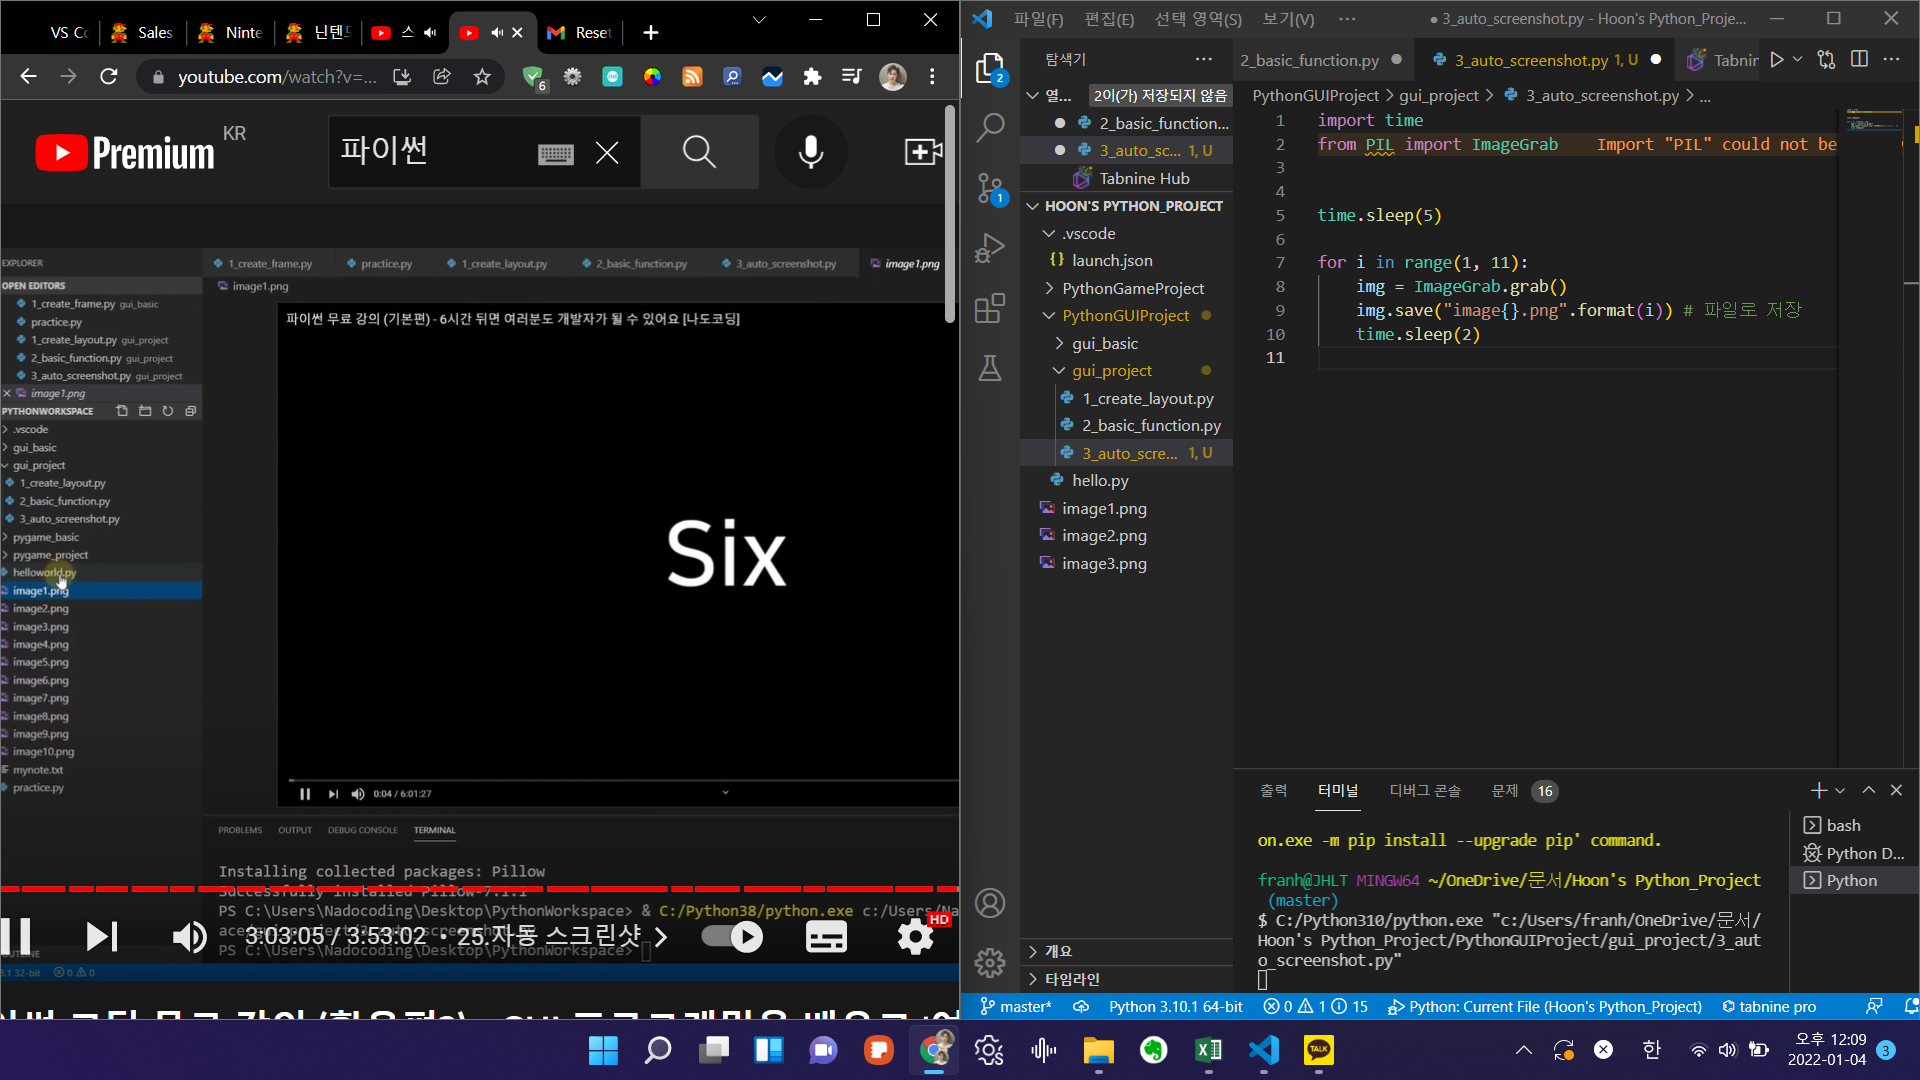 VS Co
Sales
Ninte
닌텐
스
Reset
youtube.com/watch?v=...
6
Premium
KR
파이썬
EXPLORER
OPEN EDITORS
1_create_frame.py gui_basic
practice.py
1_create_layout.py gui_project
2_basic_function.py gui_project
3_auto_screenshot.py gui_project
image1.png
PYTHONWORKSPACE
.vscode
gui_basic
gui_project
1_create_layout.py
2_basic_function.py
3_auto_screenshot.py
pygame_basic
pygame_project
helloworld.py
image1.png
image2.png
image3.png
image4.png
image5.png
image6.png
image7.png
image8.png
image9.png
image10.png
mynote.txt
practice.py
1_create_frame.py
practice.py
1_create_layout.py
2_basic_function.py
3_auto_screenshot.py
image1.png
image1.png
파이썬 무료 강의 (기본편) - 6시간 뒤면 여러분도 개발자가 될 수 있어요 [나도코딩]
Six
0:04 / 6:01:27
PROBLEMS OUTPUT DEBUG CONSOLE TERMINAL
Installing collected packages: Pillow
Successfully installed Pillow-7.1.1
PS C:\Users\Nadocoding\Desktop\PythonWorkspace> & C:/Python38/python.exe c:/Users/Na
PS C:\Users\Nadocoding\Desktop\PythonWorkspace>
3:03:05 / 3:53:02 • 25.자동 스크린샷
HD
32-bit 0 0
파일(F) 편집(E) 선택 영역(S) 보기(V) ...
● 3_auto_screenshot.py - Hoon's Python_Proje...
탐색기
2
1
열...
2이(가) 저장되지 않음
2_basic_function...
3_auto_sc... 1, U
Tabnine Hub
HOON'S PYTHON_PROJECT
.vscode
launch.json
PythonGameProject
PythonGUIProject
gui_basic
gui_project
1_create_layout.py
2_basic_function.py
3_auto_scre... 1, U
hello.py
image1.png
image2.png
image3.png
개요
타임라인
2_basic_function.py
3_auto_screenshot.py 1, U
Tabnin
PythonGUIProject > gui_project > 3_auto_screenshot.py > ...
1 import time
2 from PIL import ImageGrab Import "PIL" could not be
3
4
5 time.sleep(5)
6
7 for i in range(1, 11):
8 img = ImageGrab.grab()
9 img.save("image{}.png".format(i)) # 파일로 저장
10 time.sleep(2)
11
출력 터미널 디버그 콘솔 문제 16
on.exe -m pip install --upgrade pip' command.
franh@JHLT MINGW64 ~/OneDrive/문서/Hoon's Python_Project
(master)
$ C:/Python310/python.exe "c:/Users/franh/OneDrive/문서/
Hoon's Python_Project/PythonGUIProject/gui_project/3_aut
o_screenshot.py"
bash
Python D...
Python
master* Python 3.10.1 64-bit 0 1 15 Python: Current File (Hoon's Python_Project) tabnine pro
TALK
한
오후 12:09
2022-01-04
3